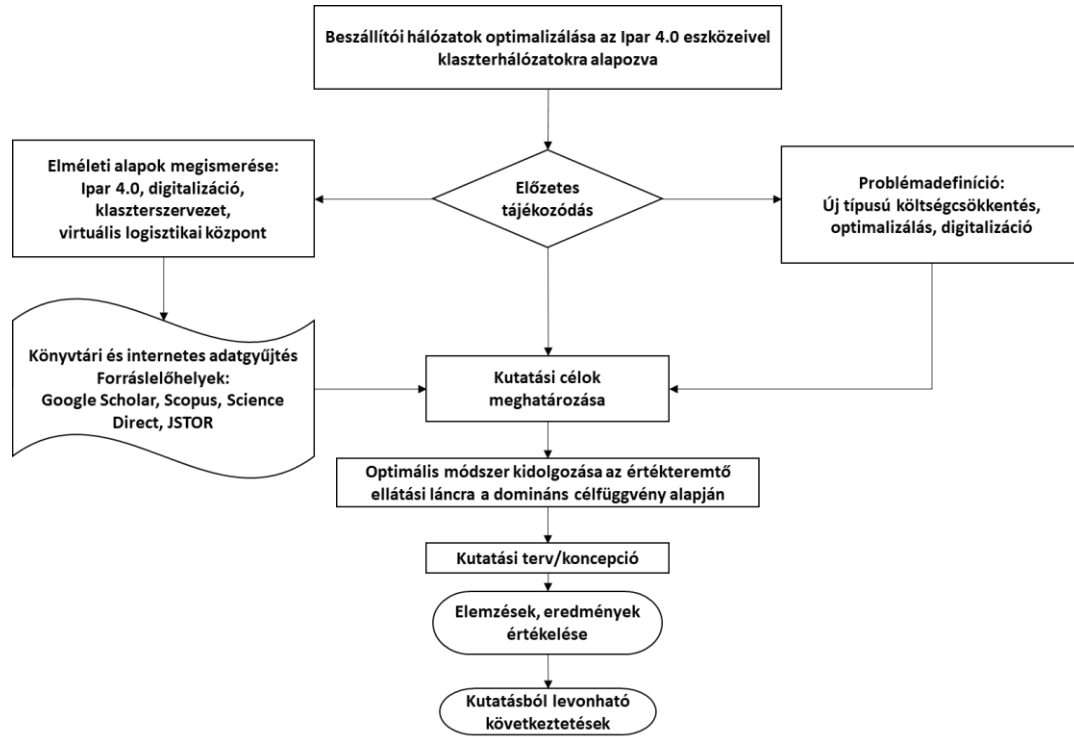 Beszállítói hálózatok optimalizálása az Ipar 4.0 eszközeivel
klaszterhálózatokra alapozva
Elméleti alapok megismerése:
Ipar 4.0, digitalizáció,
klaszterszervezet,
virtuális logisztikai központ
Előzetes
tájékozódás
Problémadefiníció:
Új típusú költségcsökkentés,
optimalizálás, digitalizáció
Könyvtári és internetes adatgyűjtés
Forráslelőhelyek:
Google Scholar, Scopus, Science
Direct, JSTOR
Kutatási célok
meghatározása
Optimális módszer kidolgozása az értékteremtő
ellátási láncra a domináns célfüggvény alapján
Kutatási terv/koncepció
Elemzések, eredmények
értékelése
Kutatásból levonható
következtetések